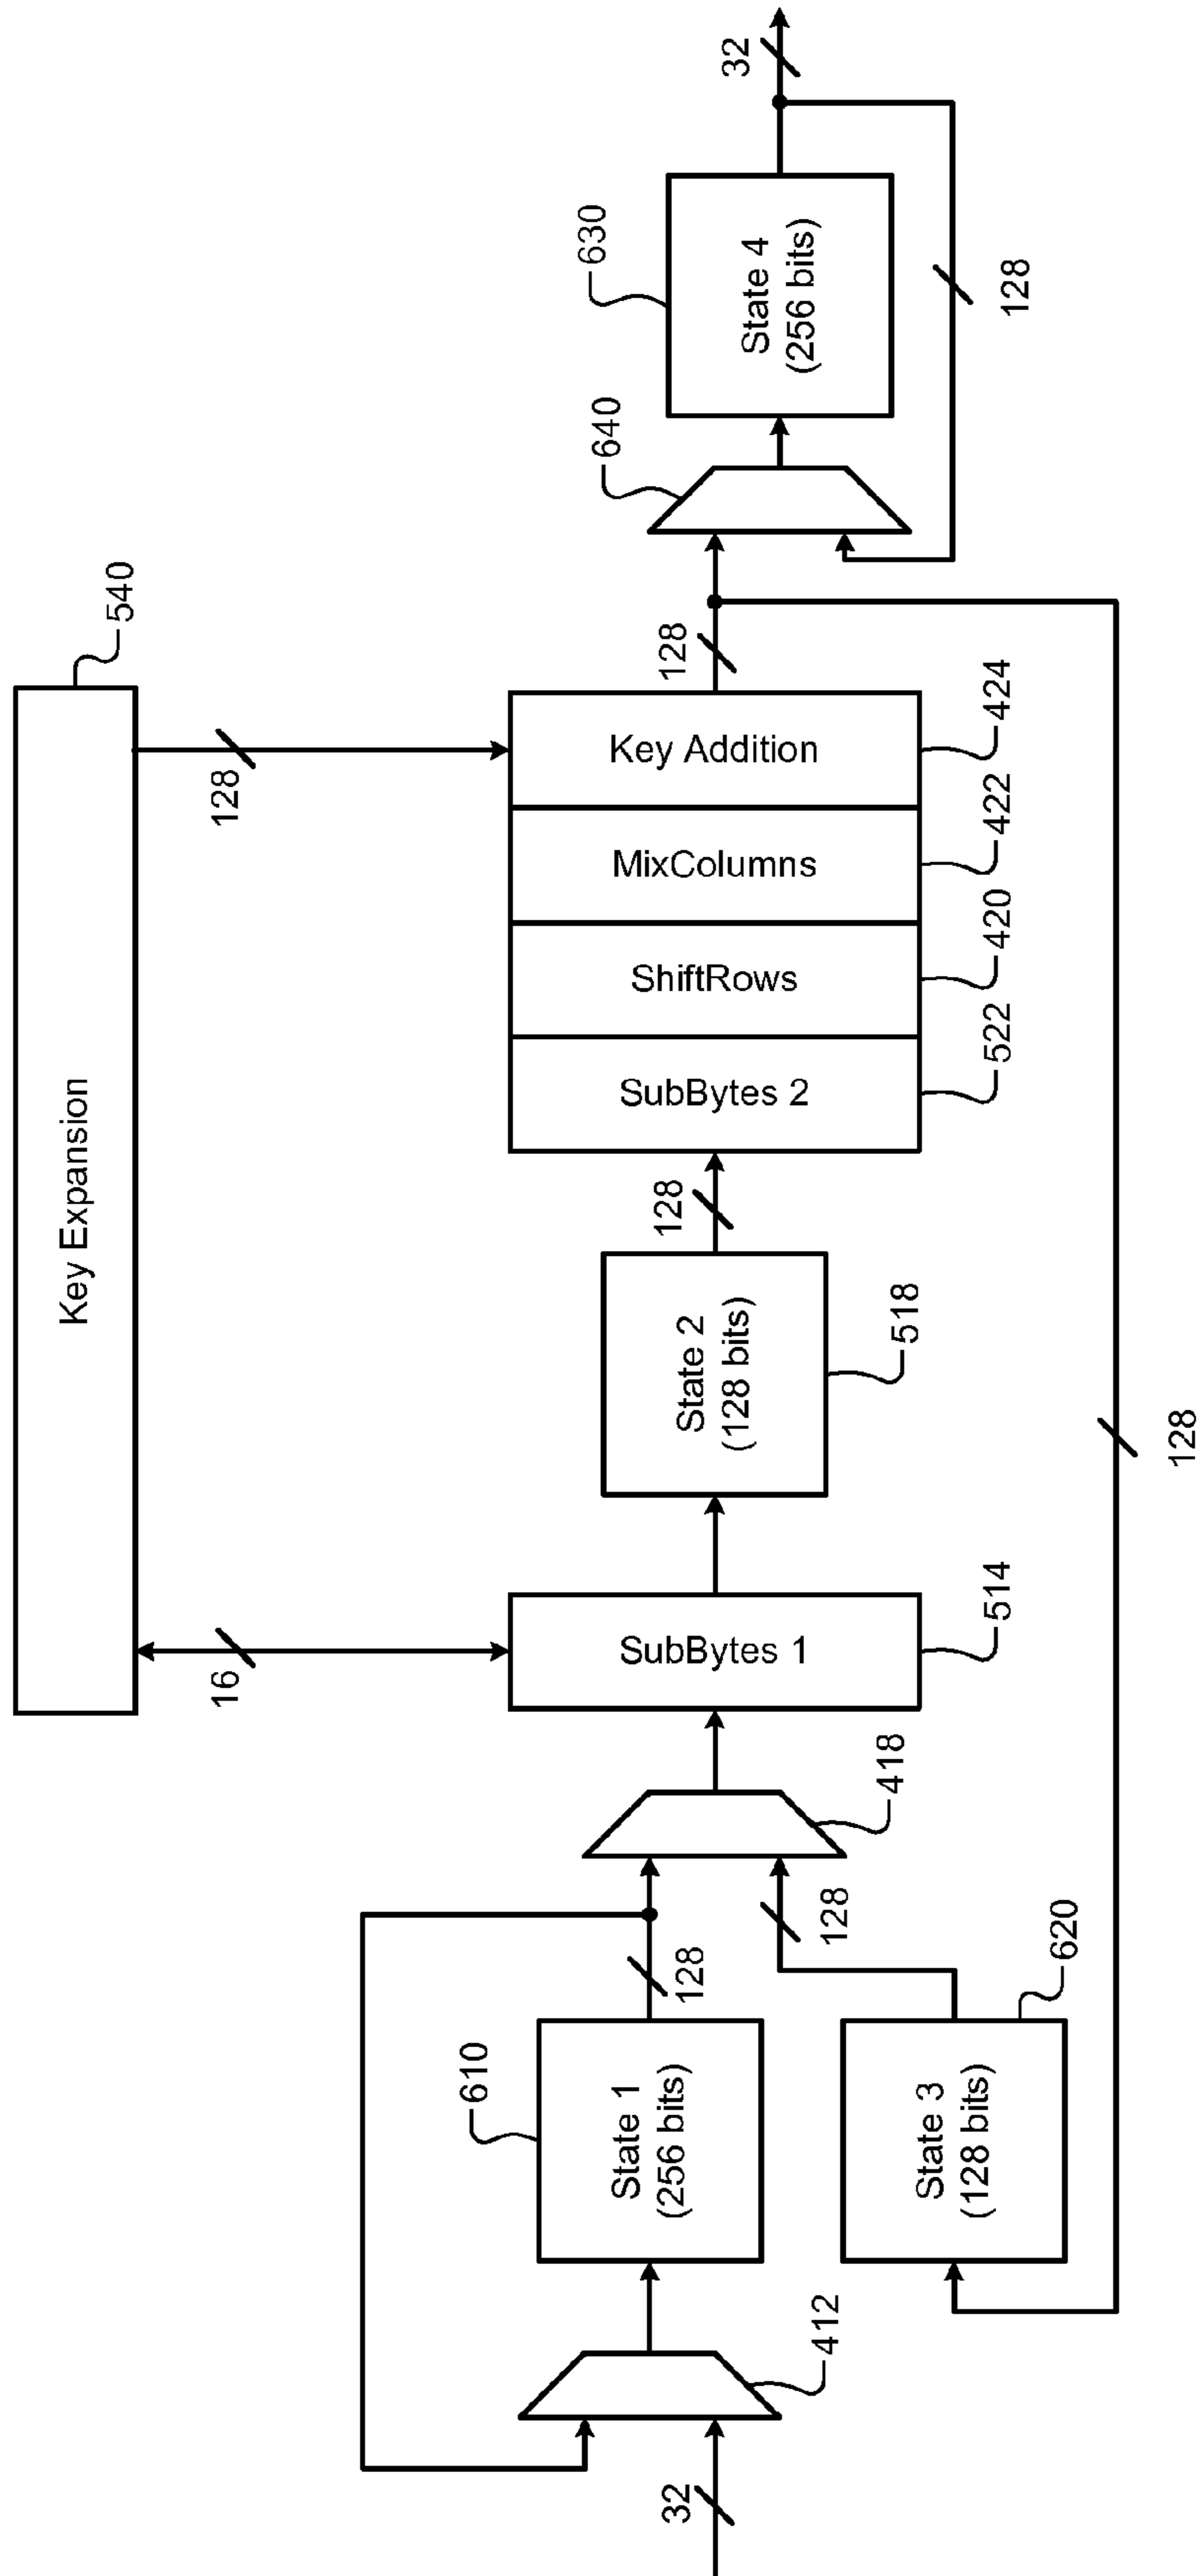 Key Expansion
540
16
128
32
412
State 1
(256 bits)
610
128
State 3
(128 bits)
620
128
418
SubBytes 1
514
State 2
(128 bits)
518
128
SubBytes 2
522
ShiftRows
420
MixColumns
422
Key Addition
424
128
128
640
State 4
(256 bits)
630
128
32